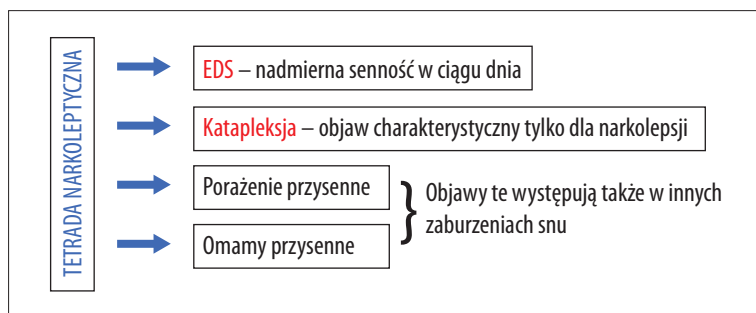 TETRADA NARKOLEPTYCZNA
EDS – nadmierna senność w ciągu dnia
Katapleksja – objaw charakterystyczny tylko dla narkolepsji
Porażenie przysenne
Omamy przysenne
Objawy te występują także w innych
zaburzeniach snu